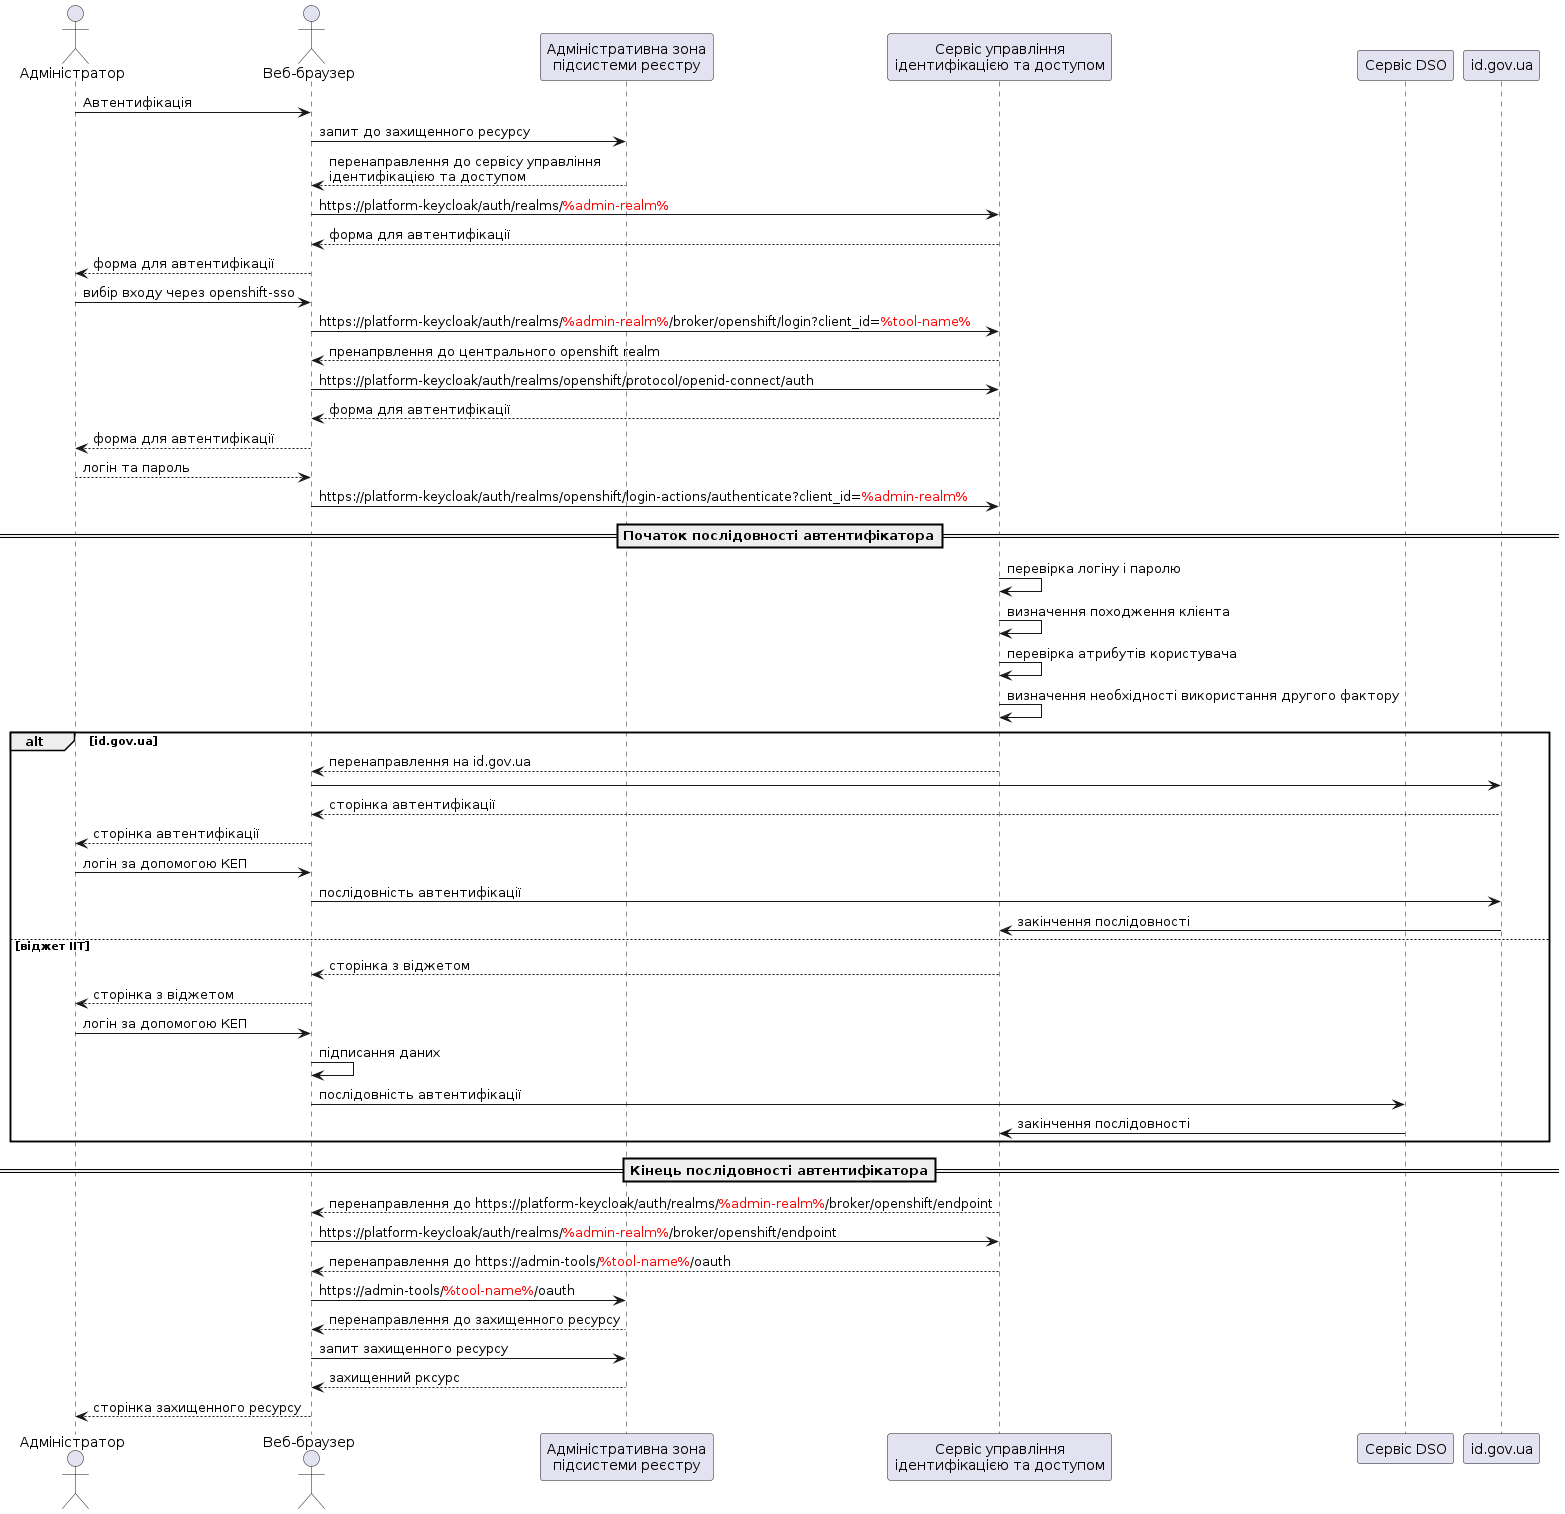 Адміністратор
Веб-браузер
Адміністративна зона
підсистеми реєстру
Сервіс управління
ідентифікацією та доступом
Сервіс DSO
id.gov.ua
Автентифікація
запит до захищенного ресурсу
перенаправлення до сервісу управління
ідентифікацією та доступом
https://platform-keycloak/auth/realms/%admin-realm%
форма для автентифікації
форма для автентифікації
вибір входу через openshift-sso
https://platform-keycloak/auth/realms/%admin-realm%/broker/openshift/login?client_id=%tool-name%
пренапрвлення до центрального openshift realm
https://platform-keycloak/auth/realms/openshift/protocol/openid-connect/auth
форма для автентифікації
форма для автентифікації
логін та пароль
https://platform-keycloak/auth/realms/openshift/login-actions/authenticate?client_id=%admin-realm%
Початок послідовності автентифікатора
перевірка логіну і паролю
визначення походження клієнта
перевірка атрибутів користувача
визначення необхідності використання другого фактору
alt [id.gov.ua]
перенаправлення на id.gov.ua
сторінка автентифікації
сторінка автентифікації
логін за допомогою КЕП
послідовність автентифікації
закінчення послідовності
[віджет ІІТ]
сторінка з віджетом
сторінка з віджетом
логін за допомогою КЕП
підписання даних
послідовність автентифікації
закінчення послідовності
Кінець послідовності автентифікатора
перенаправлення до https://platform-keycloak/auth/realms/%admin-realm%/broker/openshift/endpoint
https://platform-keycloak/auth/realms/%admin-realm%/broker/openshift/endpoint
перенаправлення до https://admin-tools/%tool-name%/oauth
https://admin-tools/%tool-name%/oauth
перенаправлення до захищенного ресурсу
запит захищенного ресурсу
захищенний рксурс
сторінка захищенного ресурсу
Адміністратор
Веб-браузер
Адміністративна зона
підсистеми реєстру
Сервіс управління
ідентифікацією та доступом
Сервіс DSO
id.gov.ua